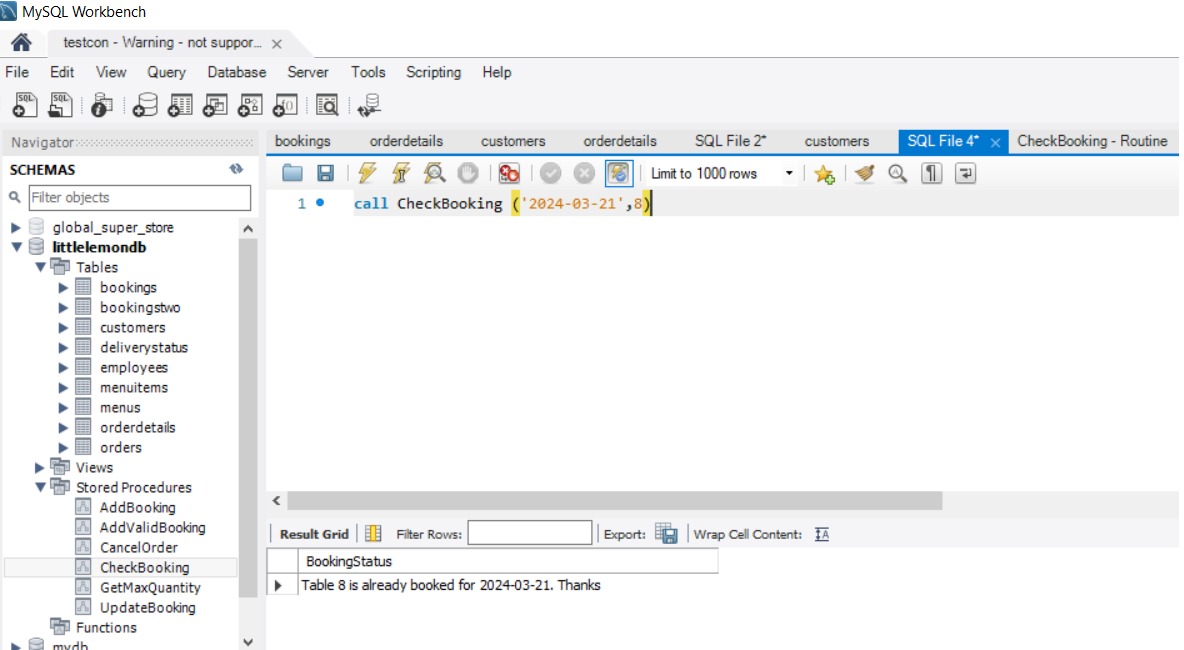 MySQL Workbench
testcon - Warning - not suppor...
File Edit View Query Database Server Tools Scripting Help
SQL SQL
Navigator
bookings orderdetails customers orderdetails SQL File 2* customers SQL File 4* CheckBooking - Routine
SCHEMAS
Limit to 1000 rows
Filter objects
1 call CheckBooking ('2024-03-21',8)
global_super_store
littlelemondb
Tables
bookings
bookingstwo
customers
deliverystatus
employees
menuitems
menus
orderdetails
orders
Views
Stored Procedures
AddBooking
AddValidBooking
CancelOrder
CheckBooking
GetMaxQuantity
UpdateBooking
Functions
mydb
Result Grid Filter Rows: Export: Wrap Cell Content:
BookingStatus
Table 8 is already booked for 2024-03-21. Thanks